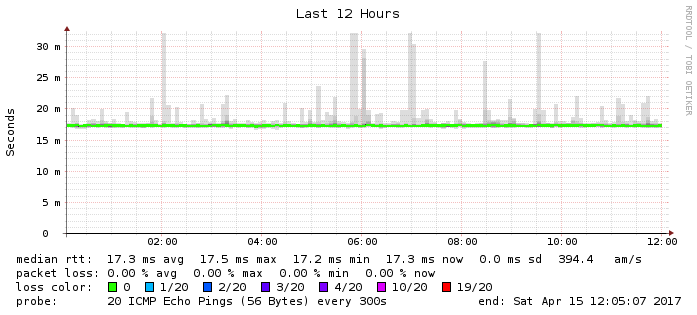 Last 12 Hours
RRDTOOL / TOBI OETIKER
Seconds
30 m
25 m
20 m
15 m
10 m
5 m
0
02:00 04:00 06:00 08:00 10:00 12:00
median rtt: 17.3 ms avg 17.5 ms max 17.2 ms min 17.3 ms now 0.0 ms sd 394.4 am/s
packet loss: 0.00 % avg 0.00 % max 0.00 % min 0.00 % now
loss color: 0 1/20 2/20 3/20 4/20 10/20 19/20
probe: 20 ICMP Echo Pings (56 Bytes) every 300s end: Sat Apr 15 12:05:07 2017